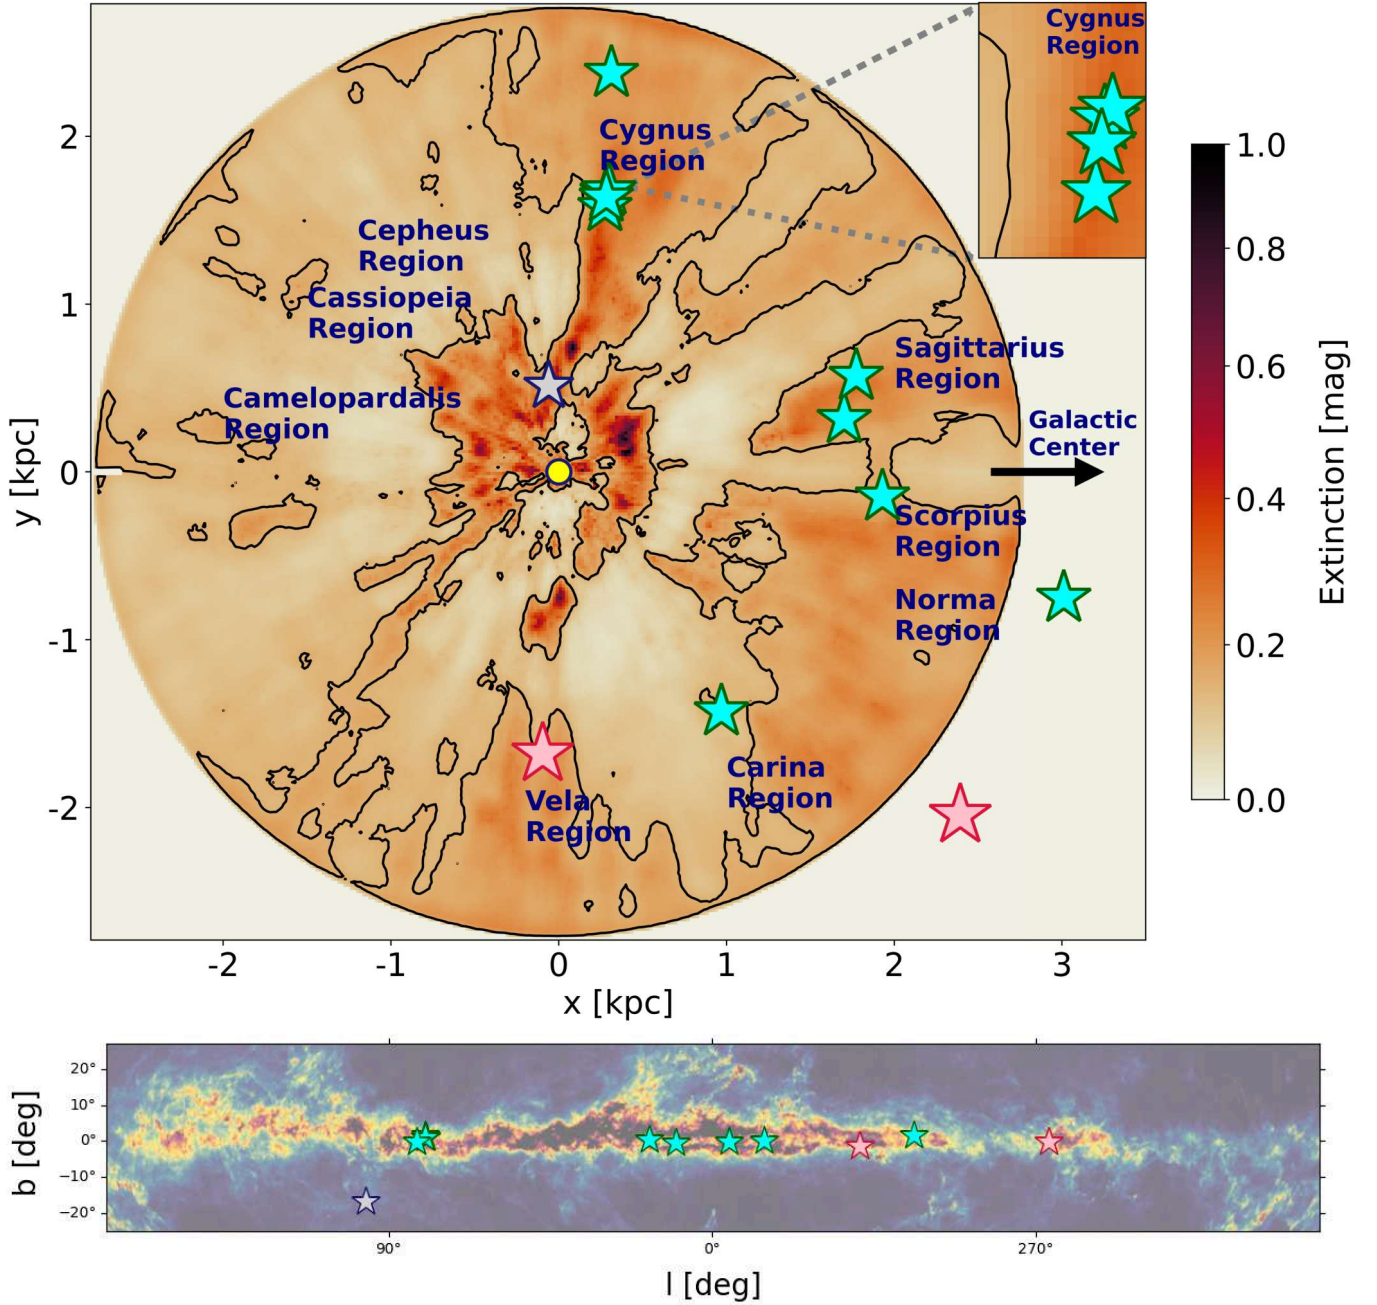 Cygnus
Region
Cygnus
Region
Cepheus
Region
Cassiopeia
Region
Camelopardalis
Region
Sagittarius
Region
Galactic
Center
Scorpius
Region
Norma
Region
Carina
Region
Vela
Region
2
1
0
-1
-2
y [kpc]
-2
-1
0
1
2
3
x [kpc]
1.0
0.8
0.6
0.4
0.2
0.0
Extinction [mag]
20°
10°
0°
−10°
−20°
b [deg]
90°
0°
270°
l [deg]